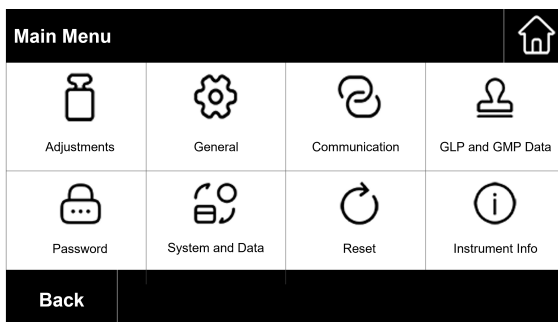 Main Menu
Adjustments
General
Communication
GLP and GMP Data
Password
System and Data
Reset
Instrument Info
Back